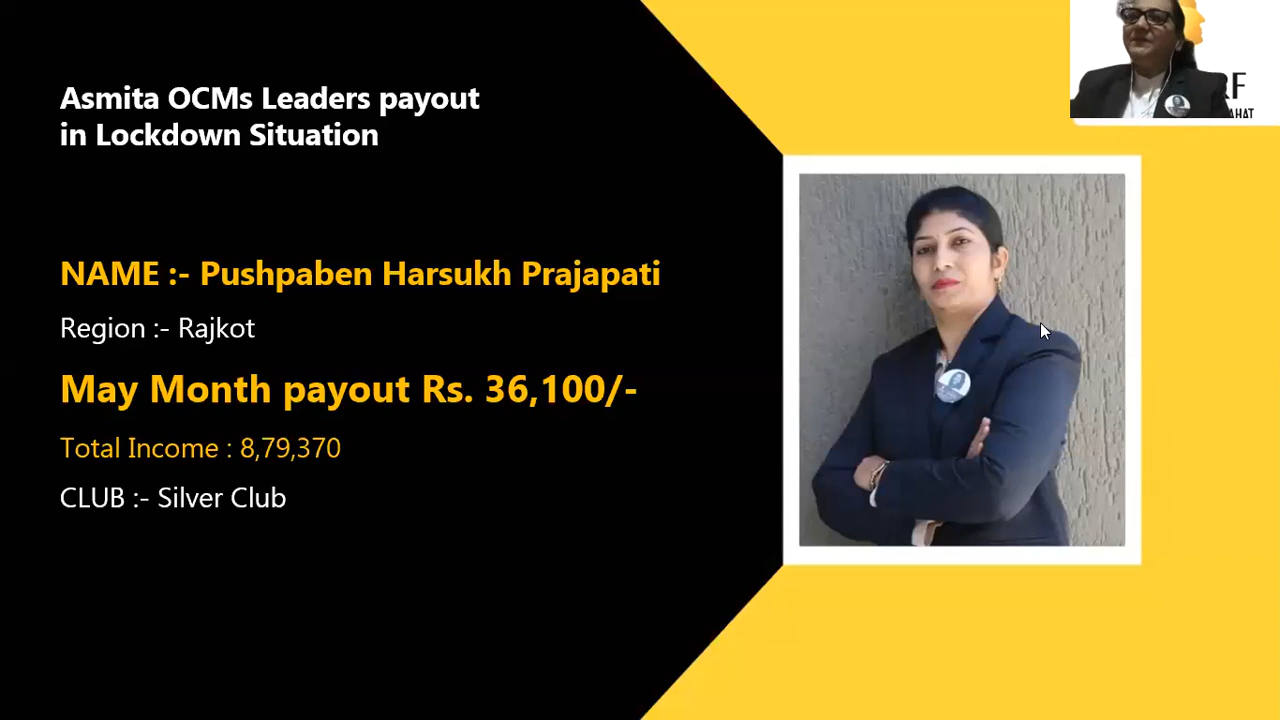 Asmita OCMs Leaders payout
in Lockdown Situation
NAME :- Pushpaben Harsukh Prajapati
Region :- Rajkot
May Month payout Rs. 36,100/-
Total Income : 8,79,370
CLUB :- Silver Club